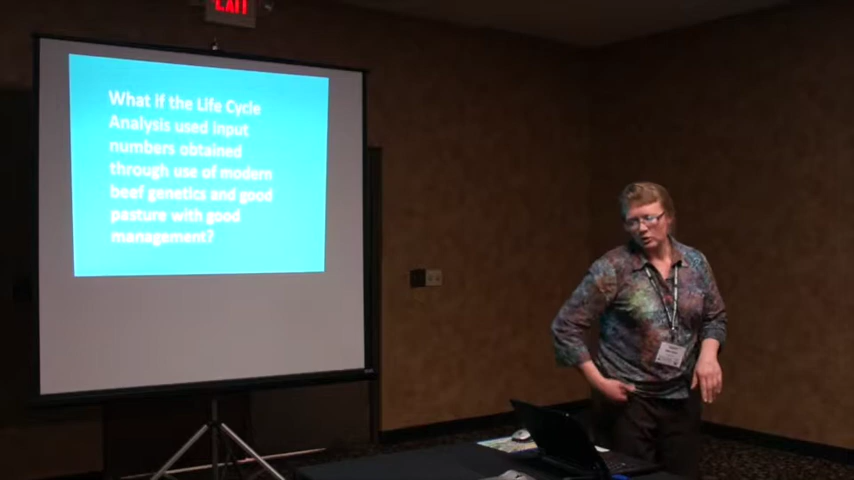 EXIT
What if the Life Cycle
Analysis used input
numbers obtained
through use of modern
beef genetics and good
pasture with good
management?